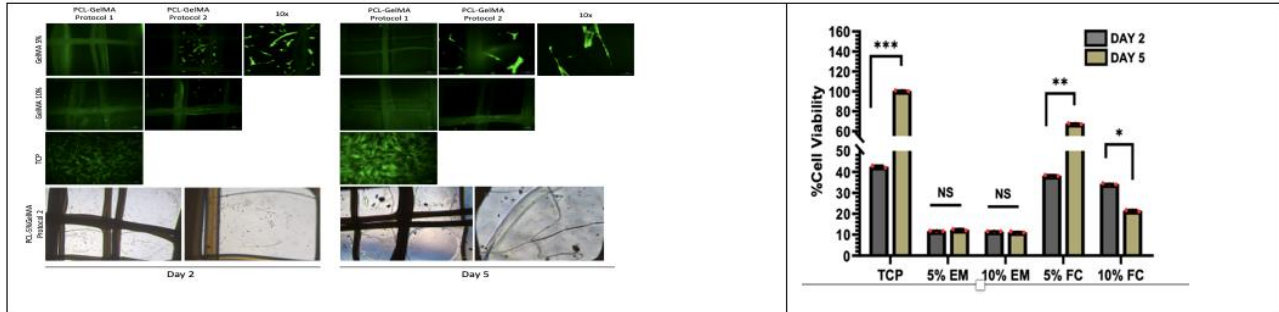 PCL-GelMA
Protocol 1
PCL-GelMA
Protocol 2
10x
PCL-GelMA
Protocol 1
PCL-GelMA
Protocol 2
10x
GelMA 5%
GelMA 10%
TCP
PCL-5%GelMA
Protocol 2
Day 2
Day 5
%Cell Viability
160
140
120
100
80
60
50
40
30
20
10
0
DAY 2
DAY 5
***
NS
NS
**
*
TCP
5% EM
10% EM
5% FC
10% FC